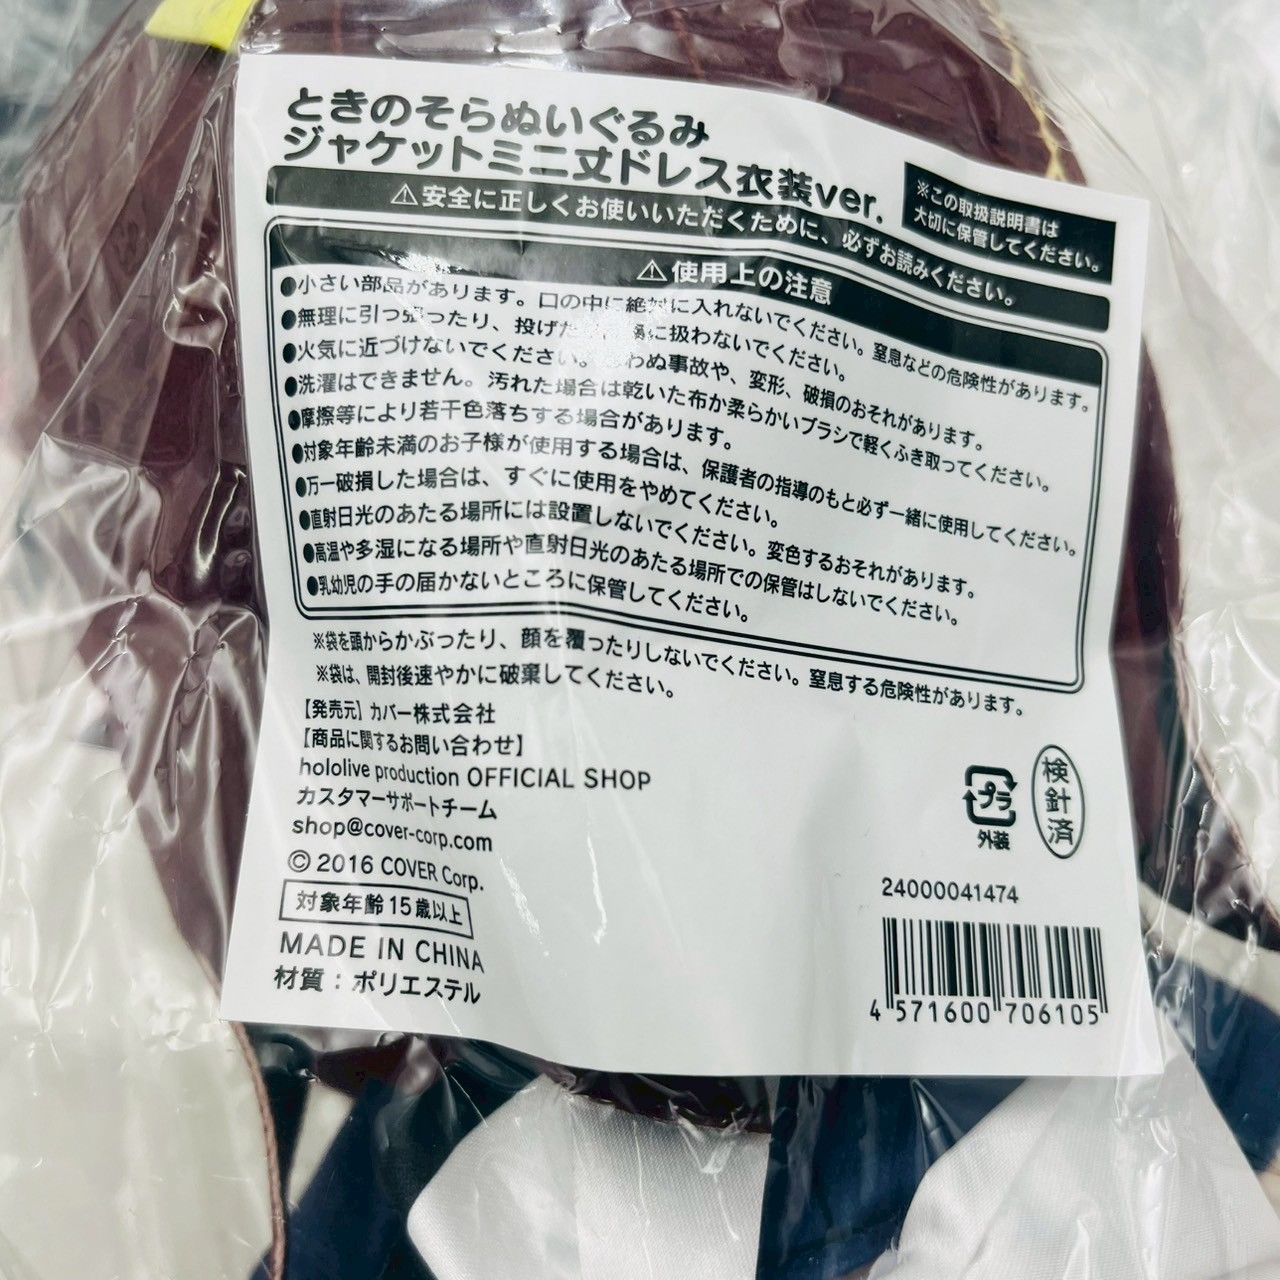 ときのそらぬいぐるみ
ジャケットミニ丈ドレス衣装ver.
※この取扱説明書は
大切に保管してください。
⚠安全に正しくお使いいただくために、必ずお読みください。
⚠使用上の注意
●小さい部品があります。口の中に絶対に入れないでください。窒息などの危険性があります。
●無理に引っ張ったり、投げた に扱わないでください。
●火気に近づけないでください。思わぬ事故や、変形、破損のおそれがあります。
●洗濯はできません。汚れた場合は乾いた布か柔らかいブラシで軽くふき取ってください。
●摩擦等により若干色落ちする場合があります。
●対象年齢未満のお子様が使用する場合は、保護者の指導のもと必ず一緒に使用してください。
●万一破損した場合は、すぐに使用をやめてください。
●直射日光のあたる場所には設置しないでください。変色するおそれがあります。
●高温や多湿になる場所や直射日光のあたる場所での保管はしないでください。
●乳幼児の手の届かないところに保管してください。
※袋を頭からかぶったり、顔を覆ったりしないでください。窒息する危険性があります。
※袋は、開封後速やかに破棄してください。
【発売元】カバー株式会社
【商品に関するお問い合わせ】
hololive production OFFICIAL SHOP
カスタマーサポートチーム
shop@cover-corp.com
© 2016 COVER Corp.
対象年齢15歳以上
MADE IN CHINA
材質：ポリエステル
プラ
外装
検針済
24000041474
4 571600 706105